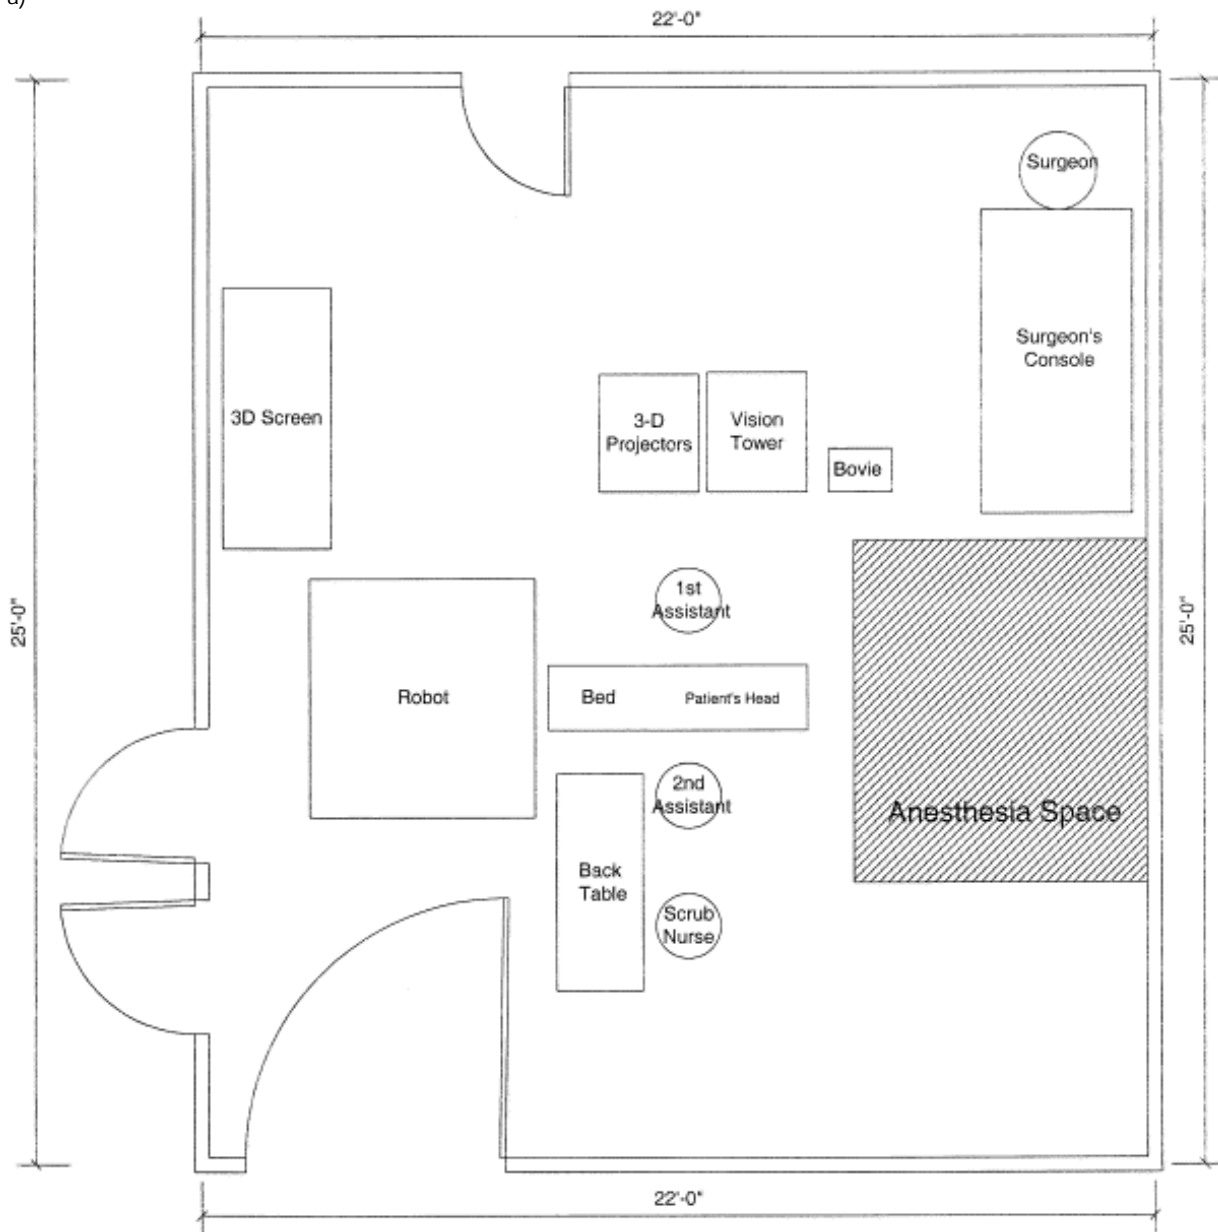 a)
22'-0"
Surgeon
Surgeon's
Console
3D Screen
3-D
Projectors
Vision
Tower
Bovie
1st
Assistant
25'-0"
25'-0"
Robot
Bed
Patient's Head
2nd
Assistant
Anesthesia Space
Back
Table
Scrub
Nurse
22'-0"